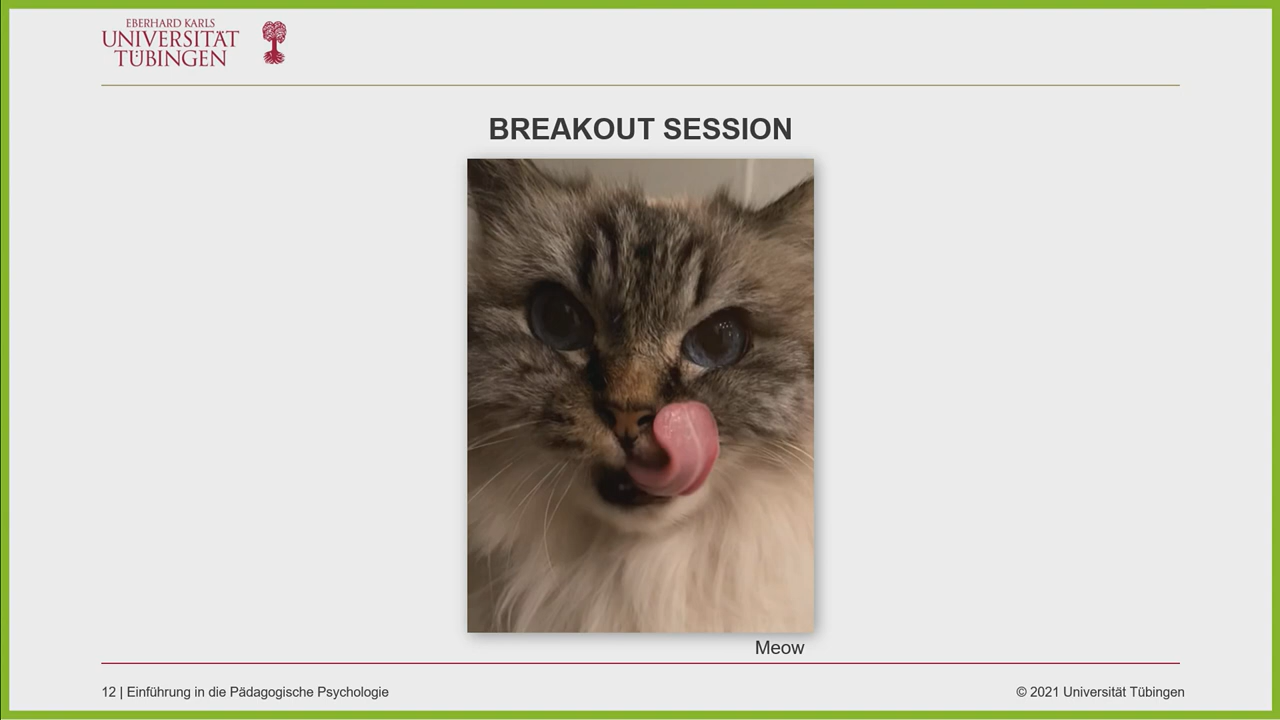 EBERHARD KARLS
UNIVERSITÄT
TÜBINGEN
BREAKOUT SESSION
Meow
12 | Einführung in die Pädagogische Psychologie
© 2021 Universität Tübingen